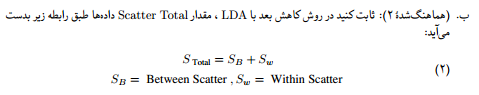 ب. (هماهنگ‌شدهٔ ۲): ثابت کنید در روش کاهش بعد با LDA ، مقدار Scatter Total داده‌ها طبق رابطه زیر بدست
می‌آید:
S_Total = S_B + S_w
(۲)
S_B = Between Scatter , S_w = Within Scatter